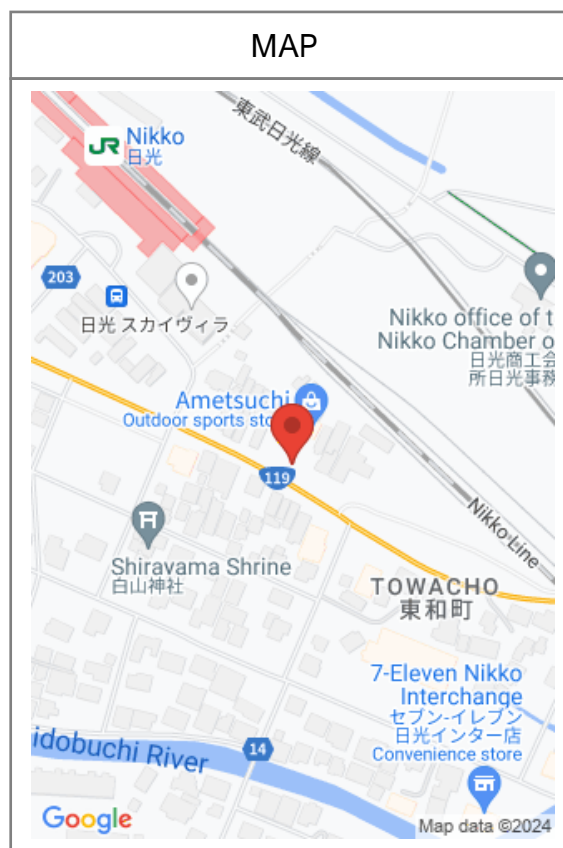 MAP
JR
Nikko
日光
東武日光線
203
日光 スカイヴィラ
Nikko office of t
Nikko Chamber o
日光商工会
所日光事務
Ametsuchi
Outdoor sports sto
119
Nikko Line
Shirayama Shrine
白山神社
TOWACHO
東和町
7-Eleven Nikko
Interchange
セブン-イレブン
日光インター店
Convenience store
idobuchi River
14
Google
Map data ©2024